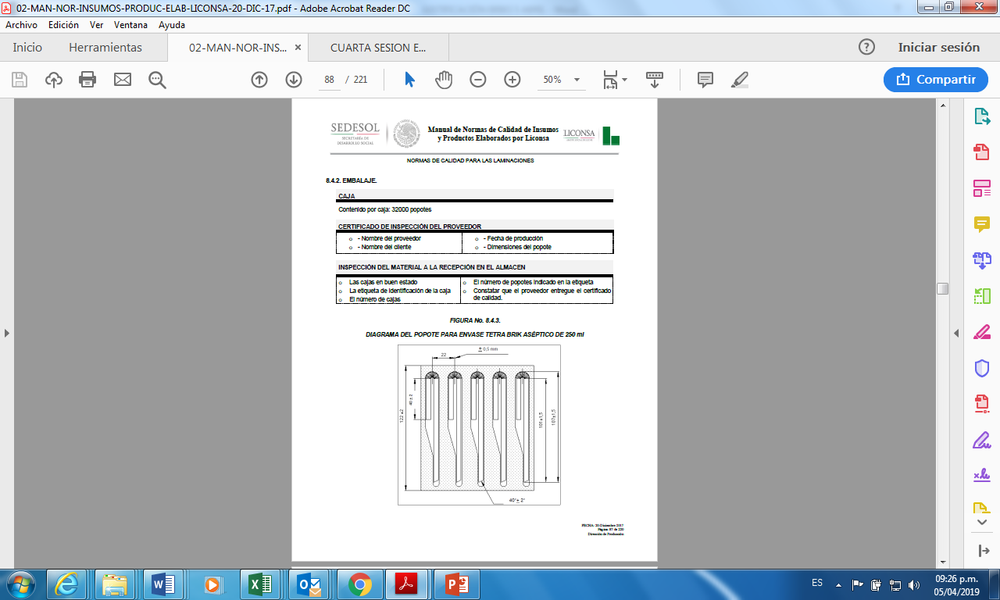 02-MAN-NOR-INSUMOS-PRODUC-ELAB-LICONSA-20-DIC-17.pdf - Adobe Acrobat Reader DC
Archivo Edición Ver Ventana Ayuda
Inicio Herramientas 02-MAN-NOR-INS... × CUARTA SESION E... ? Iniciar sesión
88 / 221 50% Compartir
SEDESOL
SECRETARÍA DE
DESARROLLO SOCIAL
Manual de Normas de Calidad de Insumos
y Productos Elaborados por Liconsa
LICONSA
NORMAS DE CALIDAD PARA LAS LAMINACIONES
8.4.2. EMBALAJE.
CAJA
Contenido por caja: 32000 popotes
CERTIFICADO DE INSPECCIÓN DEL PROVEEDOR
o - Nombre del proveedor
o - Nombre del cliente
o - Fecha de producción
o - Dimensiones del popote
INSPECCIÓN DEL MATERIAL A LA RECEPCIÓN EN EL ALMACEN
o Las cajas en buen estado
o La etiqueta de identificación de la caja
o El número de cajas
o El número de popotes indicado en la etiqueta
o Constatar que el proveedor entregue el certificado
de calidad.
FIGURA No. 8.4.3.
DIAGRAMA DEL POPOTE PARA ENVASE TETRA BRIK ASÉPTICO DE 250 ml
± 0,5 mm
22
40 ± 2
122 ±2
101±1,5
107±1,5
40°± 2°
FECHA: 20-Diciembre-2017
Página: 87 de 220
Dirección de Producción
ES
09:26 p.m.
05/04/2019